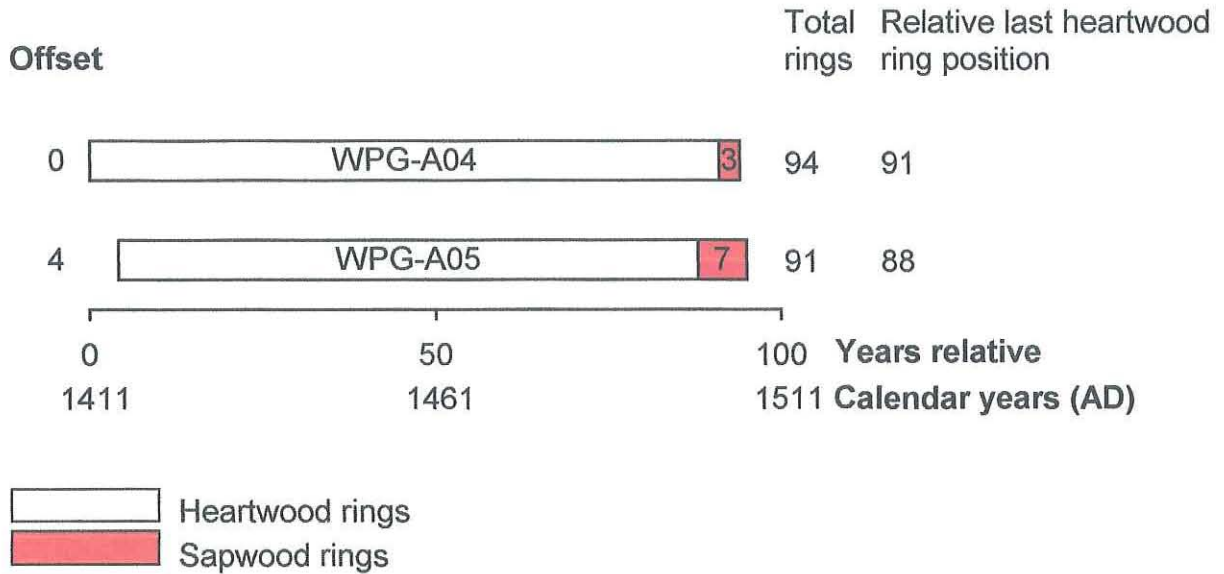 Total Relative last heartwood
Offset rings ring position
0 WPG-A04 3 94 91
4 WPG-A05 7 91 88
0 50 100 Years relative
1411 1461 1511 Calendar years (AD)
Heartwood rings
Sapwood rings